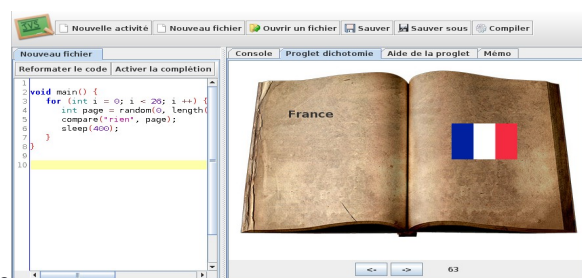 Nouvelle activité Nouveau fichier Ouvrir un fichier Sauver Sauver sous Compiler
Nouveau fichier
Reformater le code Activer la complétion
1
2 void main() {
3 for (int i = 0; i < 26; i ++) {
4 int page = random(0, length(
5 compare("rien", page);
6 sleep(400);
7 }
8 }
9
10
Console Proglet dichotomie Aide de la proglet Mémo
France
<- -> 63